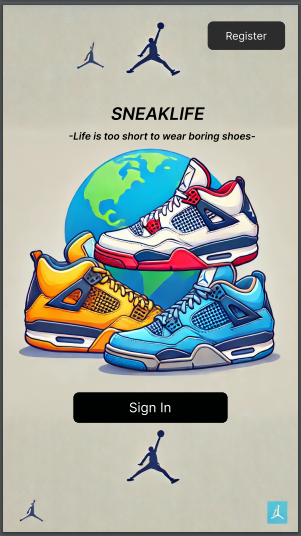 Register
SNEAKLIFE
-Life is too short to wear boring shoes-
Sign In